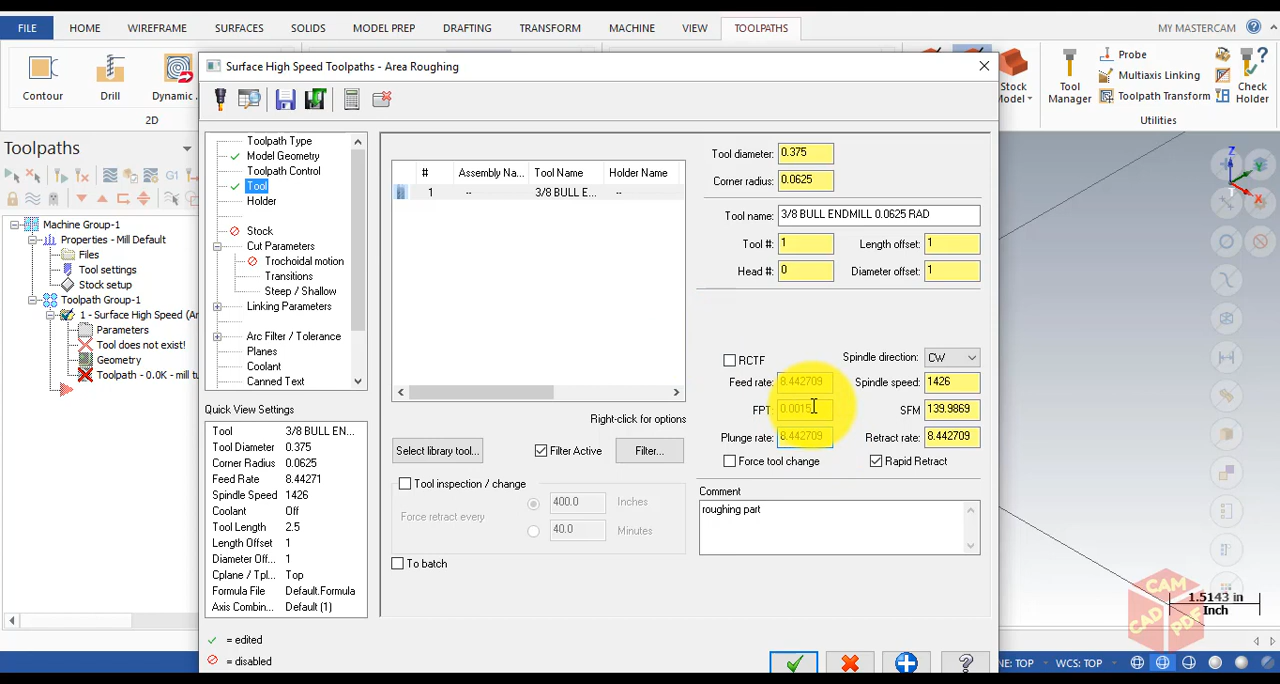 FILE HOME WIREFRAME SURFACES SOLIDS MODEL PREP DRAFTING TRANSFORM MACHINE VIEW TOOLPATHS MY MASTERCAM
Contour Drill Dynamic
2D
Stock Model
Tool Manager
Probe
Multiaxis Linking
Toolpath Transform
Check Holder
Utilities
Surface High Speed Toolpaths - Area Roughing
Toolpaths
Machine Group-1
Properties - Mill Default
Files
Tool settings
Stock setup
Toolpath Group-1
1 - Surface High Speed (Ar
Parameters
Tool does not exist!
Geometry
Toolpath - 0.0K - mill tu
G1
Toolpath Type
Model Geometry
Toolpath Control
Tool
Holder
Stock
Cut Parameters
Trochoidal motion
Transitions
Steep / Shallow
Linking Parameters
Arc Filter / Tolerance
Planes
Coolant
Canned Text
Quick View Settings
Tool 3/8 BULL EN...
Tool Diameter 0.375
Corner Radius 0.0625
Feed Rate 8.44271
Spindle Speed 1426
Coolant Off
Tool Length 2.5
Length Offset 1
Diameter Off... 1
Cplane / Tpl... Top
Formula File Default.Formula
Axis Combin... Default (1)
= edited
= disabled
# Assembly Na... Tool Name Holder Name
1 -- 3/8 BULL E... --
Right-click for options
Select library tool... Filter Active Filter...
Tool inspection / change
Force retract every 400.0 Inches
40.0 Minutes
To batch
Tool diameter: 0.375
Corner radius: 0.0625
Tool name: 3/8 BULL ENDMILL 0.0625 RAD
Tool #: 1 Length offset: 1
Head #: 0 Diameter offset: 1
RCTF Spindle direction: CW
Feed rate: 8.442709 Spindle speed: 1426
FPT: 0.0015 SFM 139.9869
Plunge rate: 8.442709 Retract rate: 8.442709
Force tool change Rapid Retract
Comment
roughing part
Z
Y
X
CAM
CAD PDF
1.5143 in
Inch
NE: TOP WCS: TOP